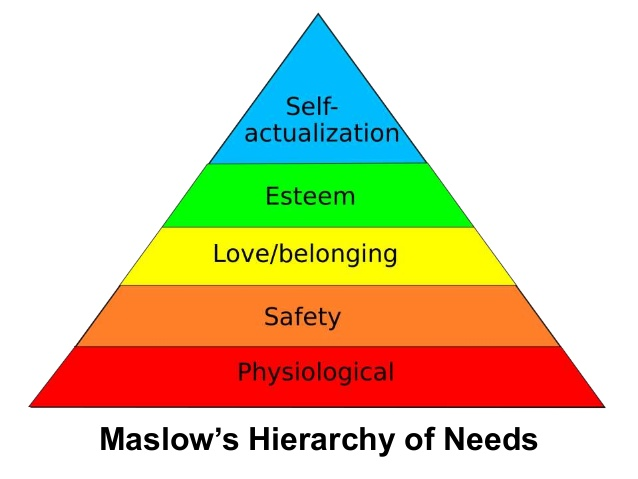 Self-
actualization
Esteem
Love/belonging
Safety
Physiological
Maslow’s Hierarchy of Needs